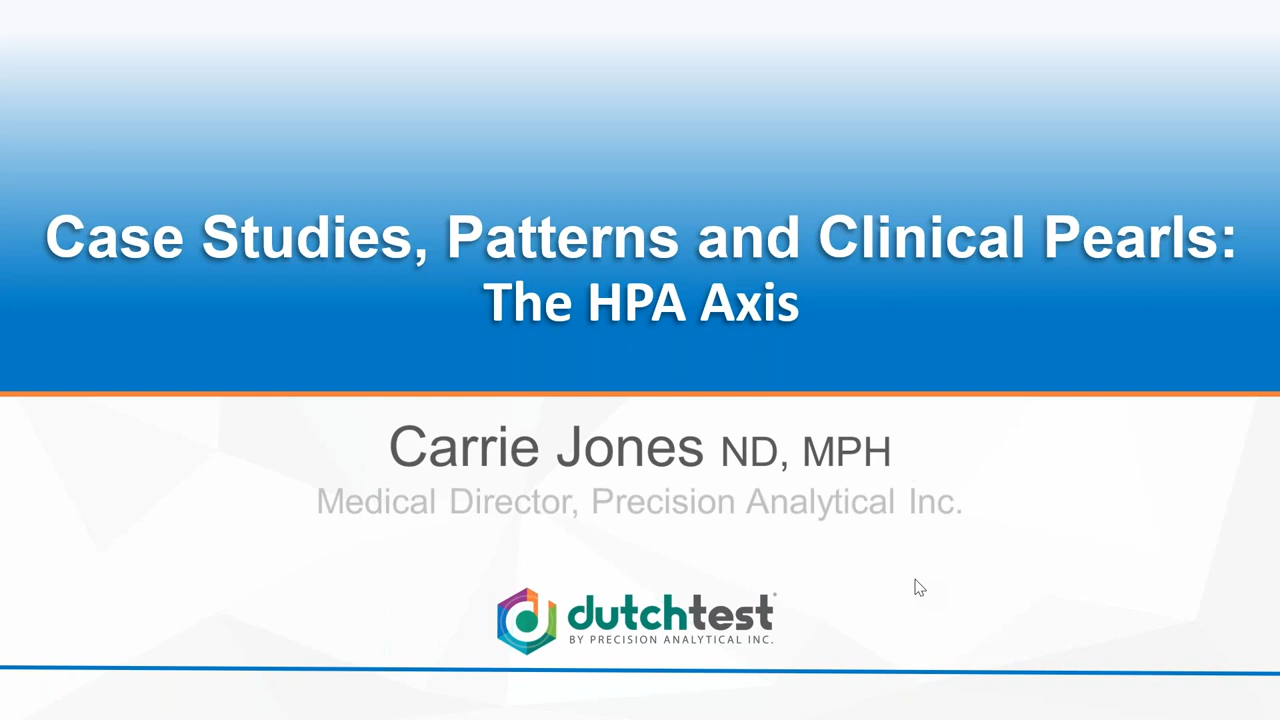 Case Studies, Patterns and Clinical Pearls:
The HPA Axis
Carrie Jones ND, MPH
Medical Director, Precision Analytical Inc.
dutchtest
BY PRECISION ANALYTICAL INC.